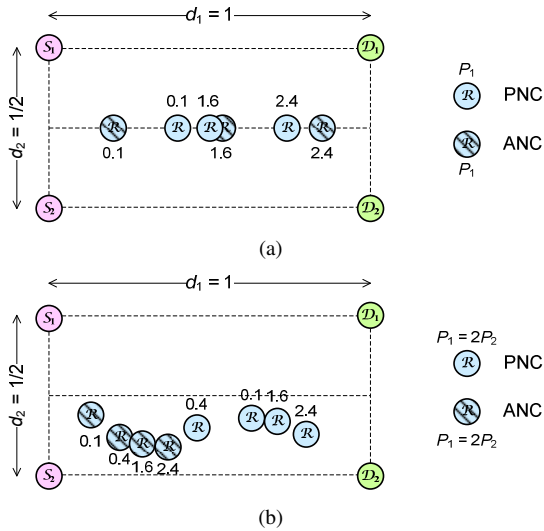 d₁ = 1
S₁ D₁
d₂ = 1/2
0.1 1.6 2.4
R R R R R R
0.1 1.6 2.4
S₂ D₂
P₁
R PNC
R ANC
P₁
(a)
d₁ = 1
S₁ D₁
d₂ = 1/2
0.4 0.1 1.6 2.4
R R R R R R R R
0.1 0.4 1.6 2.4
S₂ D₂
P₁ = 2P₂
R PNC
R ANC
P₁ = 2P₂
(b)